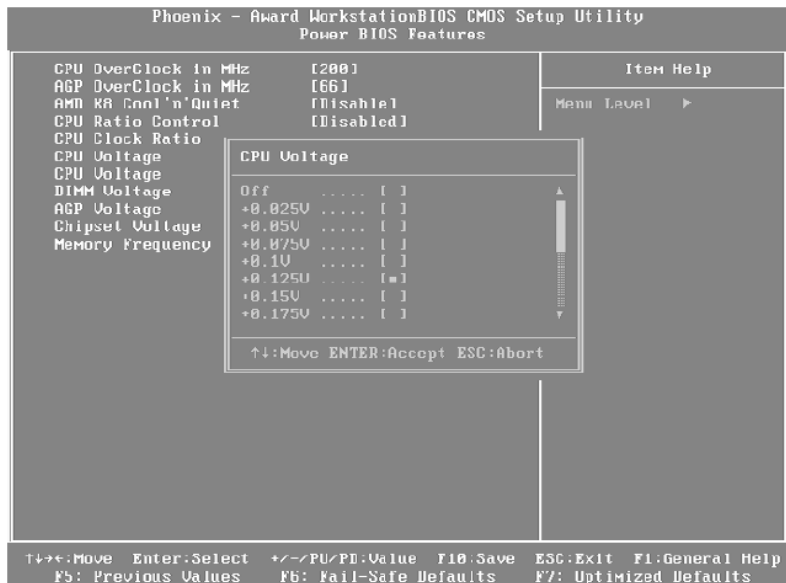 Phoenix - Award WorkstationBIOS CMOS Setup Utility
Power BIOS Features
CPU OverClock in MHz [200]
AGP OverClock in MHz [66]
AMD K8 Cool'n'Quiet [Disable]
CPU Ratio Control [Disabled]
CPU Clock Ratio
CPU Voltage
CPU Voltage
DIMM Voltage
AGP Voltage
Chipset Voltage
Memory Frequency
CPU Voltage
Off ..... [ ]
+0.025V ..... [ ]
+0.05V ..... [ ]
+0.075V ..... [ ]
+0.1V ..... [ ]
+0.125V ..... [■]
+0.15V ..... [ ]
+0.175V ..... [ ]
↑↓:Move ENTER:Accept ESC:Abort
Item Help
Menu Level ▶
↑↓→←:Move Enter:Select +/-/PU/PD:Value F10:Save ESC:Exit F1:General Help
F5: Previous Values F6: Fail-Safe Defaults F7: Optimized Defaults